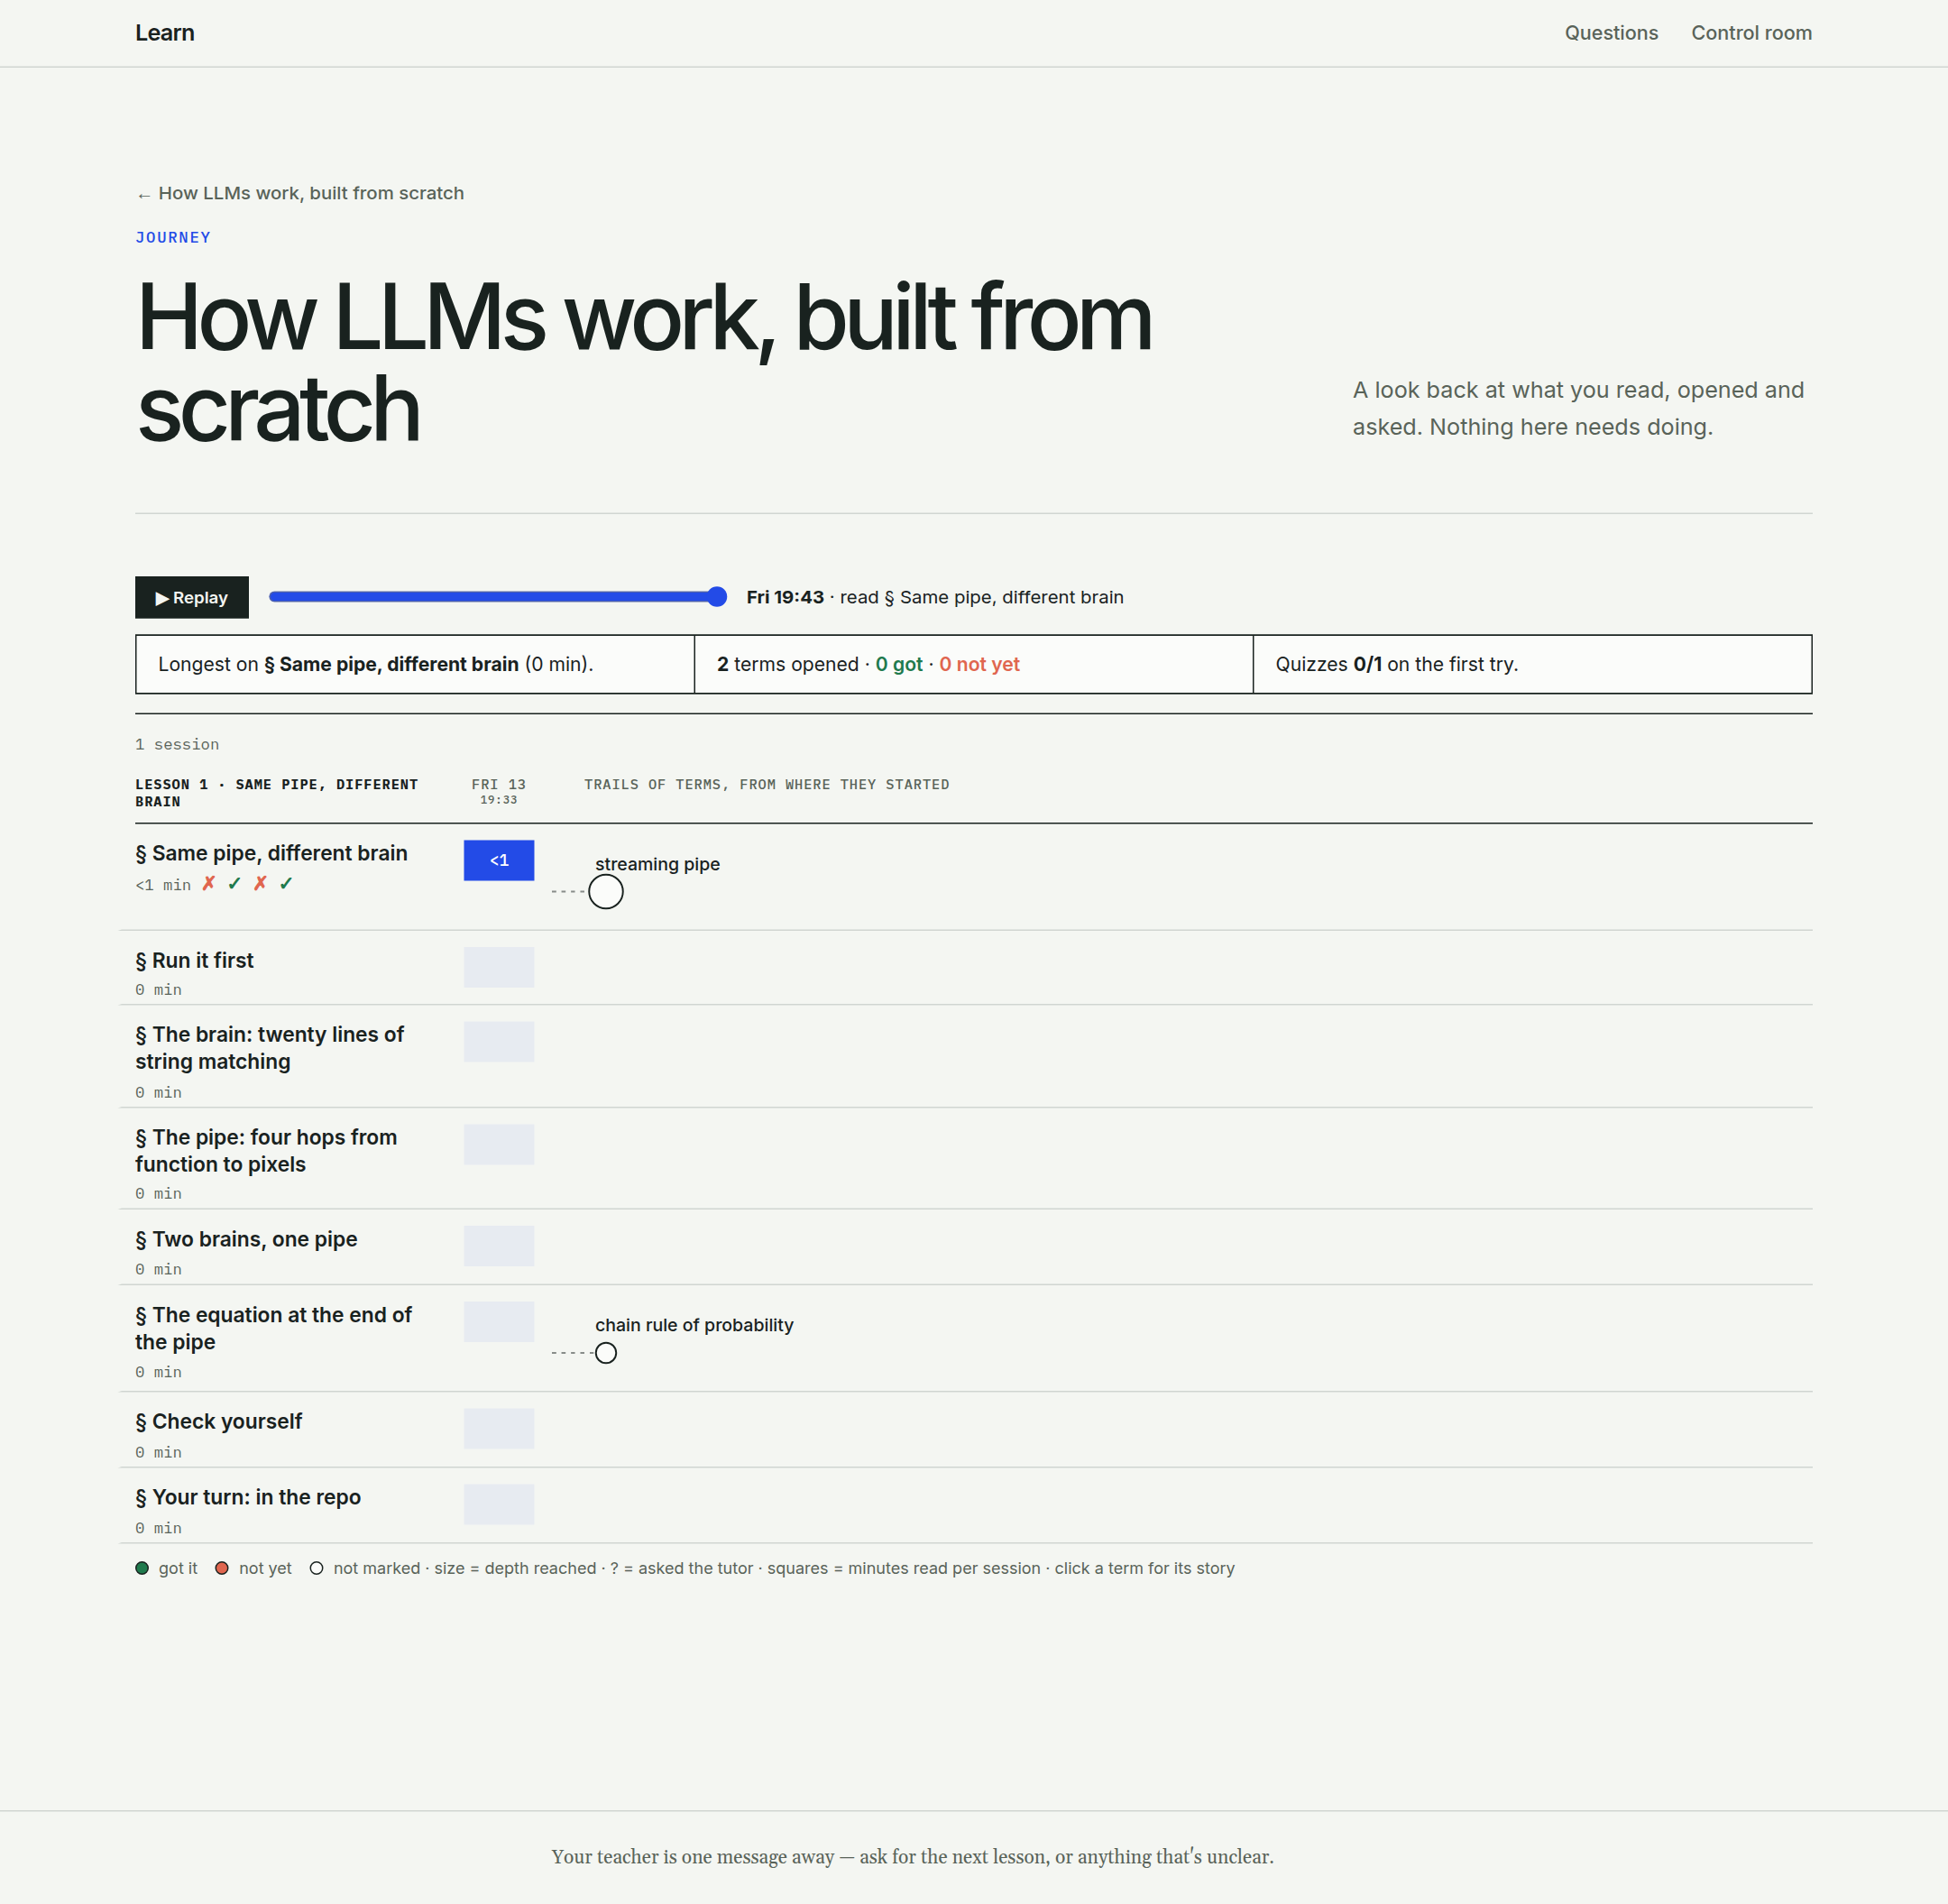 Learn
Questions
Control room
← How LLMs work, built from scratch
JOURNEY
How LLMs work, built from
scratch
A look back at what you read, opened and
asked. Nothing here needs doing.
▶ Replay
Fri 19:43 · read § Same pipe, different brain
Longest on § Same pipe, different brain (0 min).
2 terms opened · 0 got · 0 not yet
Quizzes 0/1 on the first try.
1 session
LESSON 1 · SAME PIPE, DIFFERENT
BRAIN
FRI 13
19:33
TRAILS OF TERMS, FROM WHERE THEY STARTED
§ Same pipe, different brain
<1 min ✗ ✓ ✗ ✓
<1
streaming pipe
§ Run it first
0 min
§ The brain: twenty lines of
string matching
0 min
§ The pipe: four hops from
function to pixels
0 min
§ Two brains, one pipe
0 min
§ The equation at the end of
the pipe
0 min
chain rule of probability
§ Check yourself
0 min
§ Your turn: in the repo
0 min
got it not yet not marked · size = depth reached · ? = asked the tutor · squares = minutes read per session · click a term for its story
Your teacher is one message away — ask for the next lesson, or anything that's unclear.